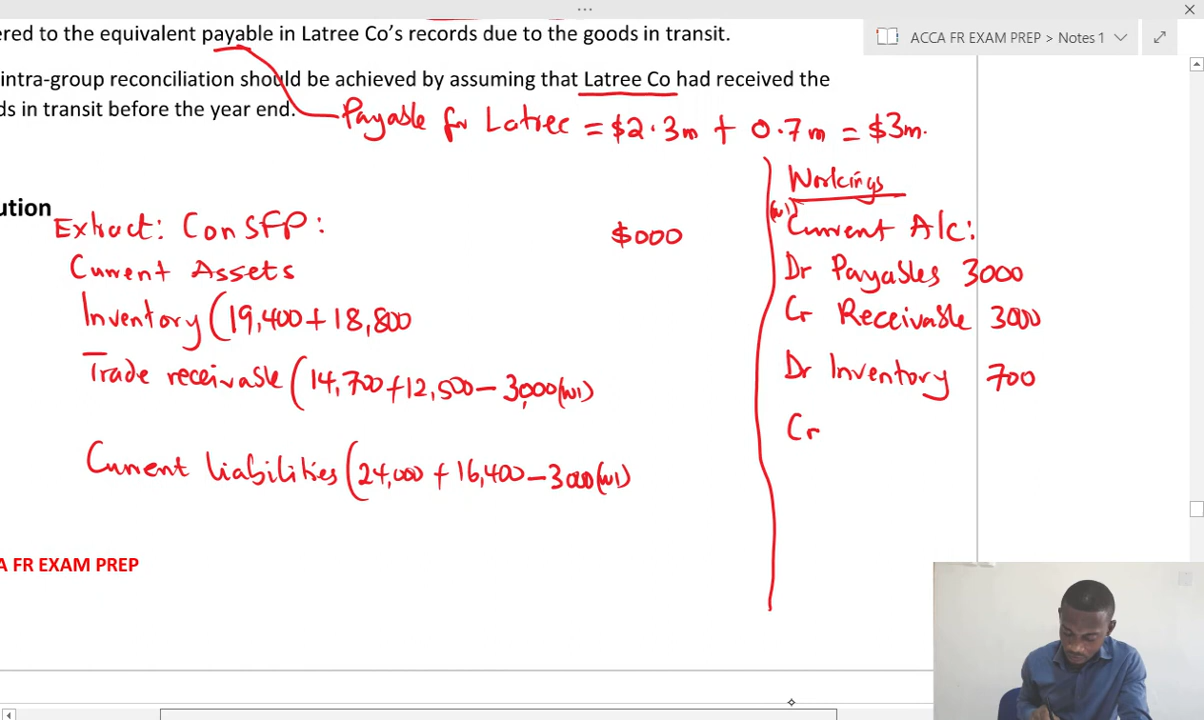 ered to the equivalent payable in Latree Co's records due to the goods in transit.
ACCA FR EXAM PREP > Notes 1
intra-group reconciliation should be achieved by assuming that Latree Co had received the
ds in transit before the year end.
Payable for Latree = $2.3m + 0.7m = $3m.
ution
Extract: ConSFP:
$000
Current Assets
Inventory (19,400+18,800
Trade receivable (14,700+12,500-3000(W1)
Current liabilities (24,000+16,400-3000(W1)
Workings
(W1) Current A/c:
Dr Payables 3000
Cr Receivable 3000
Dr Inventory 700
Cr
A FR EXAM PREP